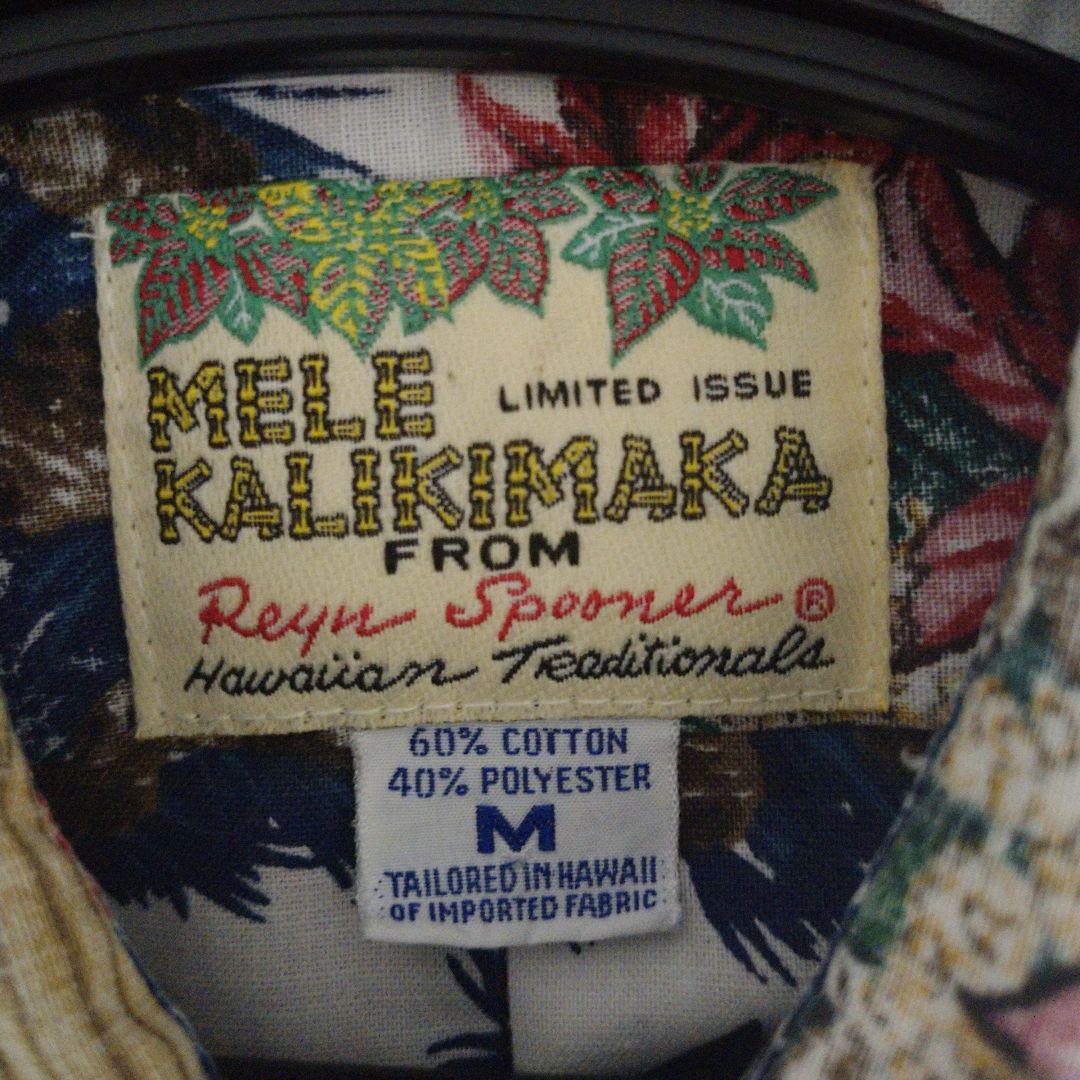 MELE LIMITED ISSUE
KALIKIMAKA
FROM
Reyn Spooner®
Hawaiian Traditionals
60% COTTON
40% POLYESTER
M
TAILORED IN HAWAII
OF IMPORTED FABRIC